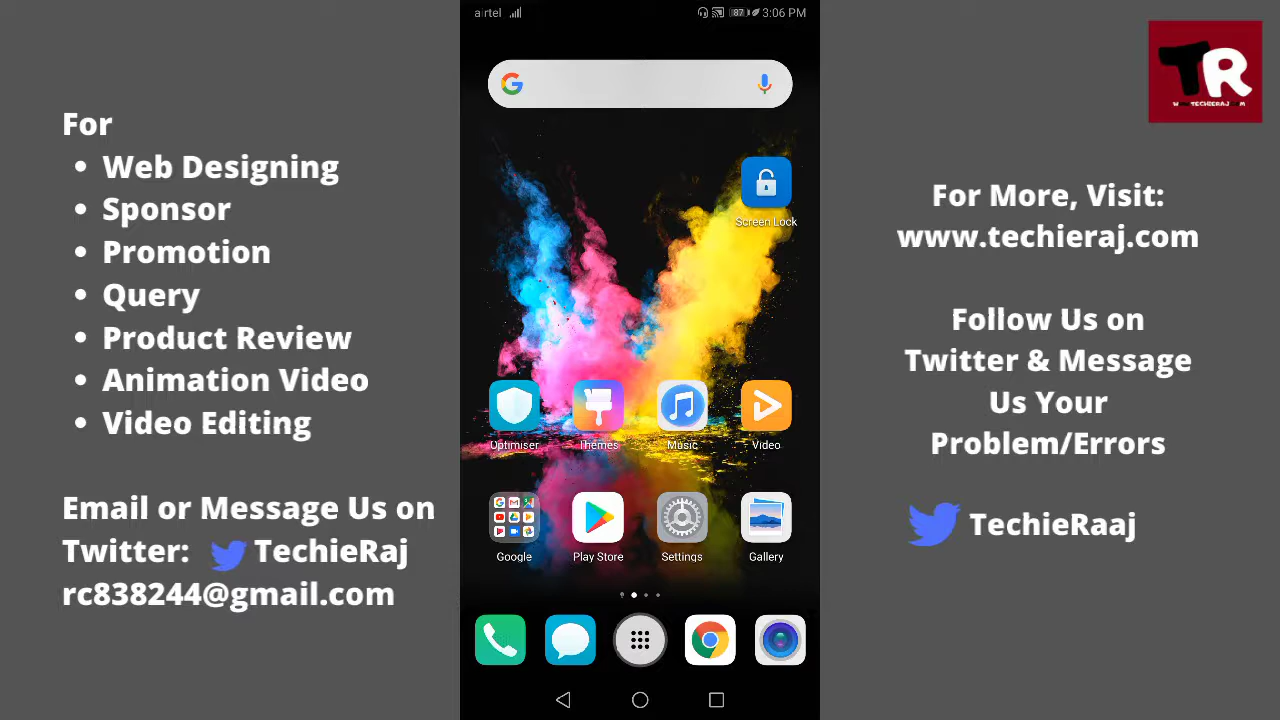 For
Web Designing
Sponsor
Promotion
Query
Product Review
Animation Video
Video Editing
Email or Message Us on
Twitter: TechieRaj
rc838244@gmail.com
airtel
87
3:06 PM
Screen Lock
Optimiser
Themes
Music
Video
Google
Play Store
Settings
Gallery
TR
For More, Visit:
www.techieraj.com
Follow Us on
Twitter & Message
Us Your
Problem/Errors
TechieRaaj